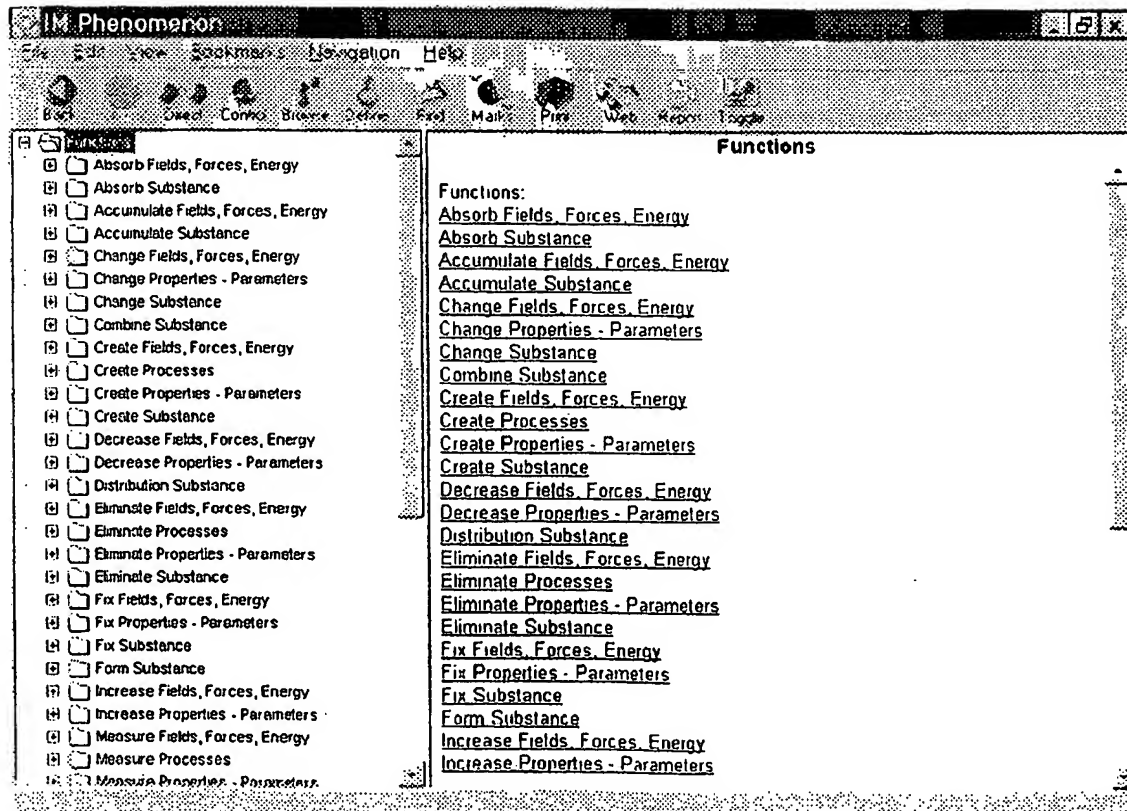 IM-Phenomenon
File Edit View Bookmarks Navigation Help
Back Direct Control Browse Define Find Marks Print Web Report Toggle
Functions
Absorb Fields, Forces, Energy
Absorb Substance
Accumulate Fields, Forces, Energy
Accumulate Substance
Change Fields, Forces, Energy
Change Properties - Parameters
Change Substance
Combine Substance
Create Fields, Forces, Energy
Create Processes
Create Properties - Parameters
Create Substance
Decrease Fields, Forces, Energy
Decrease Properties - Parameters
Distribution Substance
Eliminate Fields, Forces, Energy
Eliminate Processes
Eliminate Properties - Parameters
Eliminate Substance
Fix Fields, Forces, Energy
Fix Properties - Parameters
Fix Substance
Form Substance
Increase Fields, Forces, Energy
Increase Properties - Parameters
Measure Fields, Forces, Energy
Measure Processes
Measure Properties - Parameters
Functions
Functions:
Absorb Fields, Forces, Energy
Absorb Substance
Accumulate Fields, Forces, Energy
Accumulate Substance
Change Fields, Forces, Energy
Change Properties - Parameters
Change Substance
Combine Substance
Create Fields, Forces, Energy
Create Processes
Create Properties - Parameters
Create Substance
Decrease Fields, Forces, Energy
Decrease Properties - Parameters
Distribution Substance
Eliminate Fields, Forces, Energy
Eliminate Processes
Eliminate Properties - Parameters
Eliminate Substance
Fix Fields, Forces, Energy
Fix Properties - Parameters
Fix Substance
Form Substance
Increase Fields, Forces, Energy
Increase Properties - Parameters